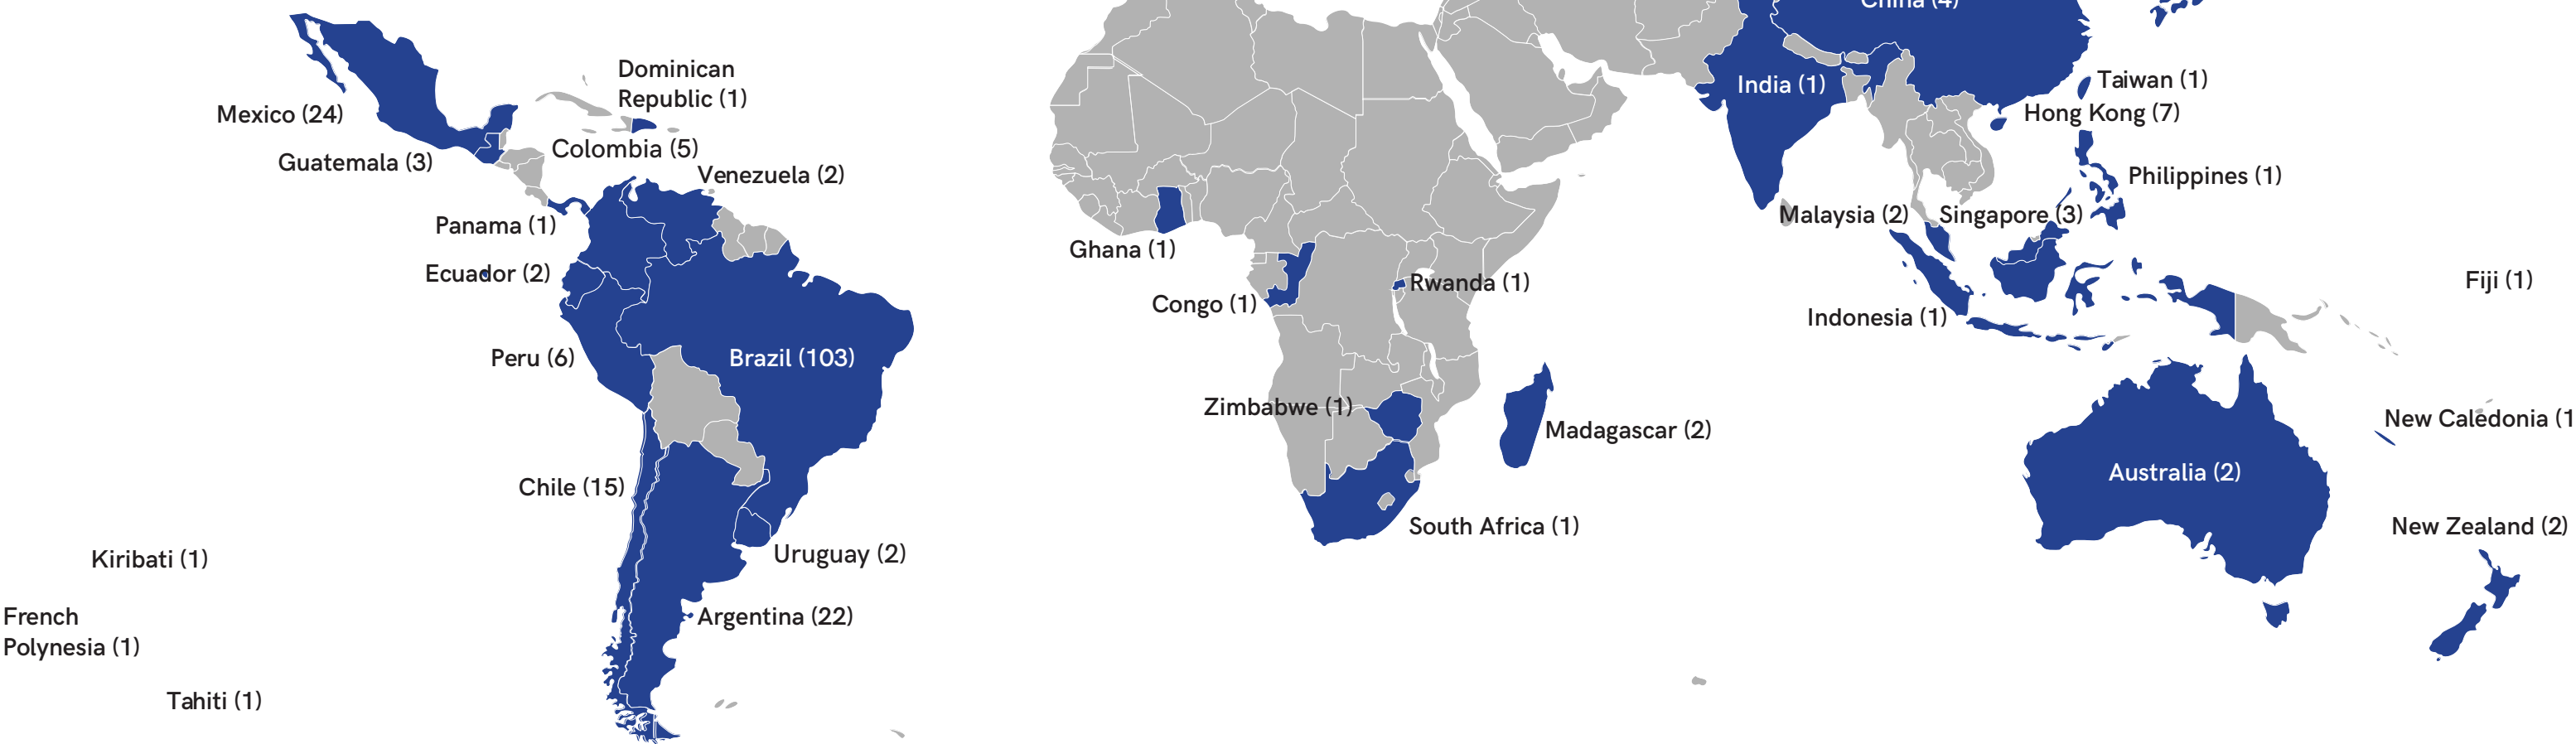 China (4)
Dominican
Republic (1)
India (1)
Taiwan (1)
Mexico (24)
Hong Kong (7)
Colombia (5)
Guatemala (3)
Venezuela (2)
Philippines (1)
Malaysia (2)
Singapore (3)
Panama (1)
Ghana (1)
Ecuador (2)
Rwanda (1)
Fiji (1)
Congo (1)
Indonesia (1)
Peru (6)
Brazil (103)
Zimbabwe (1)
New Caledonia (1
Madagascar (2)
Australia (2)
Chile (15)
South Africa (1)
New Zealand (2)
Uruguay (2)
Kiribati (1)
French
Polynesia (1)
Argentina (22)
Tahiti (1)